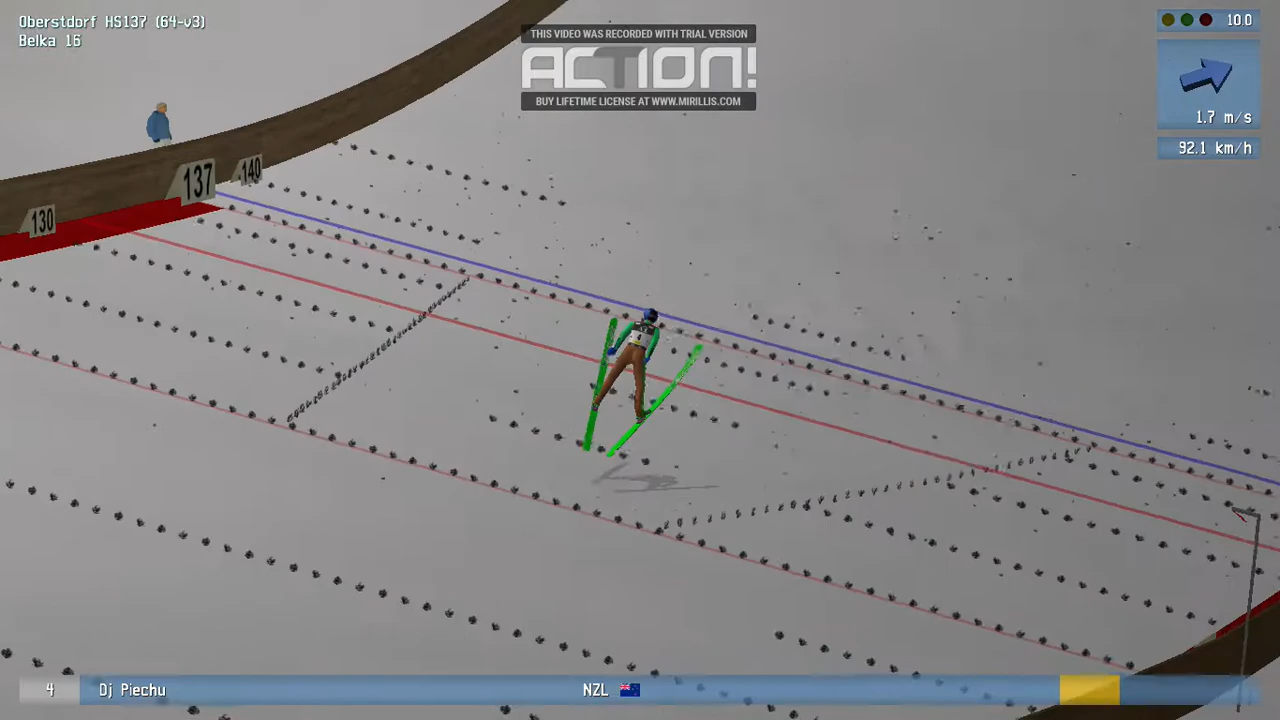 Oberstdorf HS137 (64-v3)
Belka 16
THIS VIDEO WAS RECORDED WITH TRIAL VERSION
ACTION!
BUY LIFETIME LICENSE AT WWW.MIRILLIS.COM
10.0
1.7 m/s
92.1 km/h
137
140
130
4
4 Dj Piechu NZL